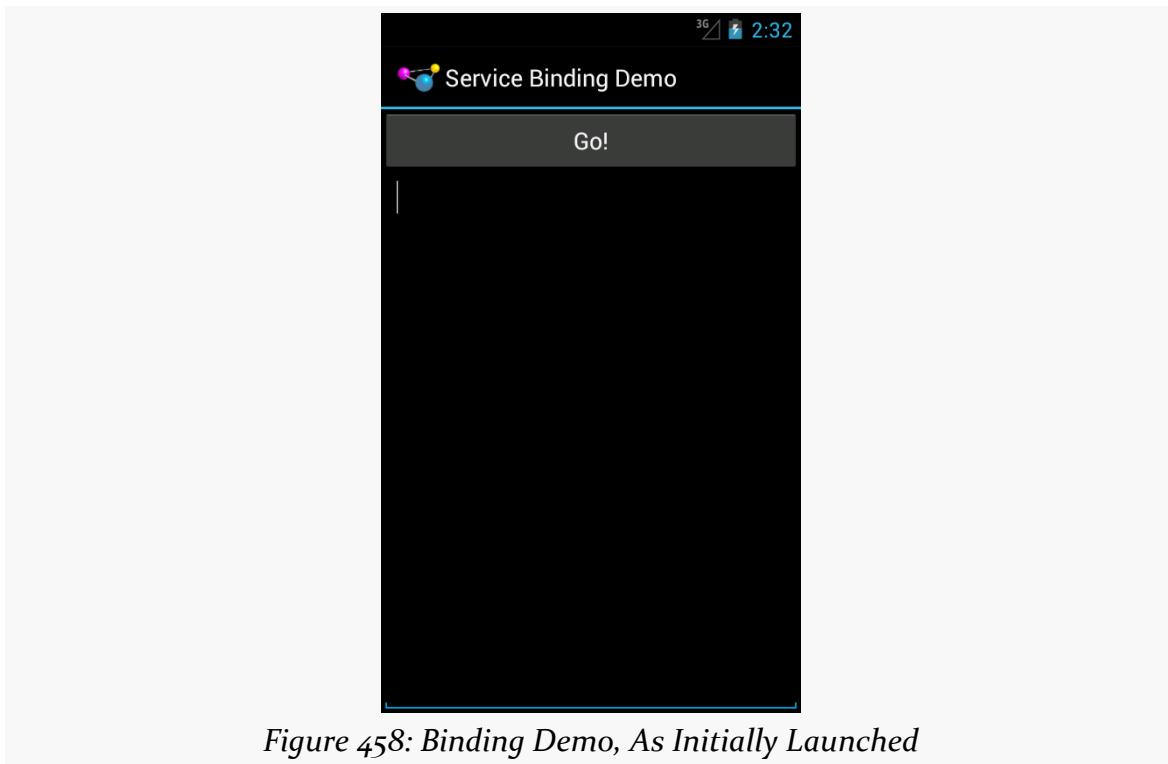 3G 2:32
Service Binding Demo
Go!
Figure 458: Binding Demo, As Initially Launched